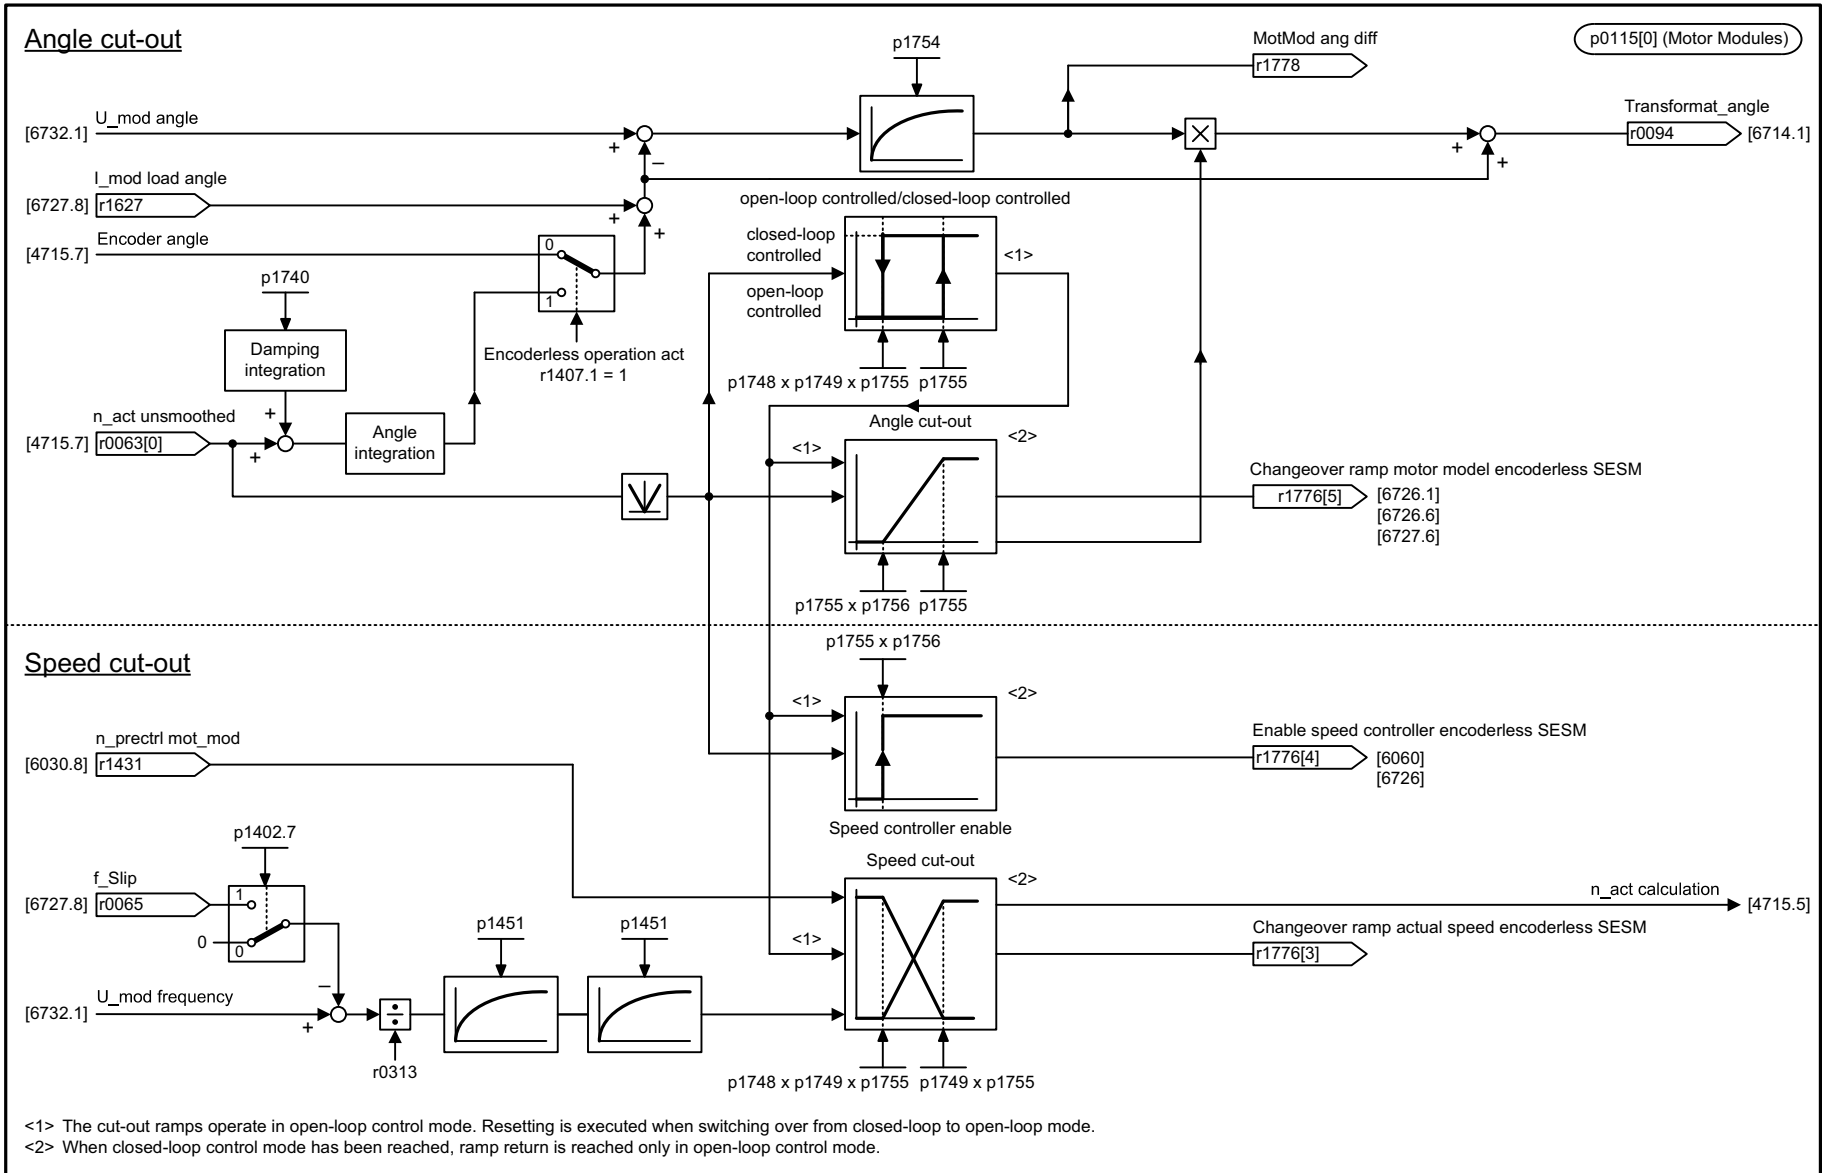 Angle cut-out
p1754
MotMod ang diff
r1778
p0115[0] (Motor Modules)
U_mod angle
[6732.1]
+
–
+
+
Transformat_angle
r0094
[6714.1]
I_mod load angle
[6727.8]
r1627
+
+
Encoder angle
[4715.7]
0
1
Encoderless operation act
r1407.1 = 1
open-loop controlled/closed-loop controlled
closed-loop
controlled
open-loop
controlled
<1>
p1748 x p1749 x p1755
p1755
p1740
Damping
integration
n_act unsmoothed
[4715.7]
r0063[0]
+
+
Angle
integration
Angle cut-out
<1>
<2>
p1755 x p1756
p1755
Changeover ramp motor model encoderless SESM
r1776[5]
[6726.1]
[6726.6]
[6727.6]
Speed cut-out
p1755 x p1756
<1>
<2>
Speed controller enable
Enable speed controller encoderless SESM
r1776[4]
[6060]
[6726]
n_prectrl mot_mod
[6030.8]
r1431
p1402.7
f_Slip
[6727.8]
r0065
1
0
0
–
U_mod frequency
[6732.1]
+
÷
r0313
p1451
p1451
Speed cut-out
<1>
<2>
p1748 x p1749 x p1755
p1749 x p1755
n_act calculation
[4715.5]
Changeover ramp actual speed encoderless SESM
r1776[3]
<1> The cut-out ramps operate in open-loop control mode. Resetting is executed when switching over from closed-loop to open-loop mode.
<2> When closed-loop control mode has been reached, ramp return is reached only in open-loop control mode.